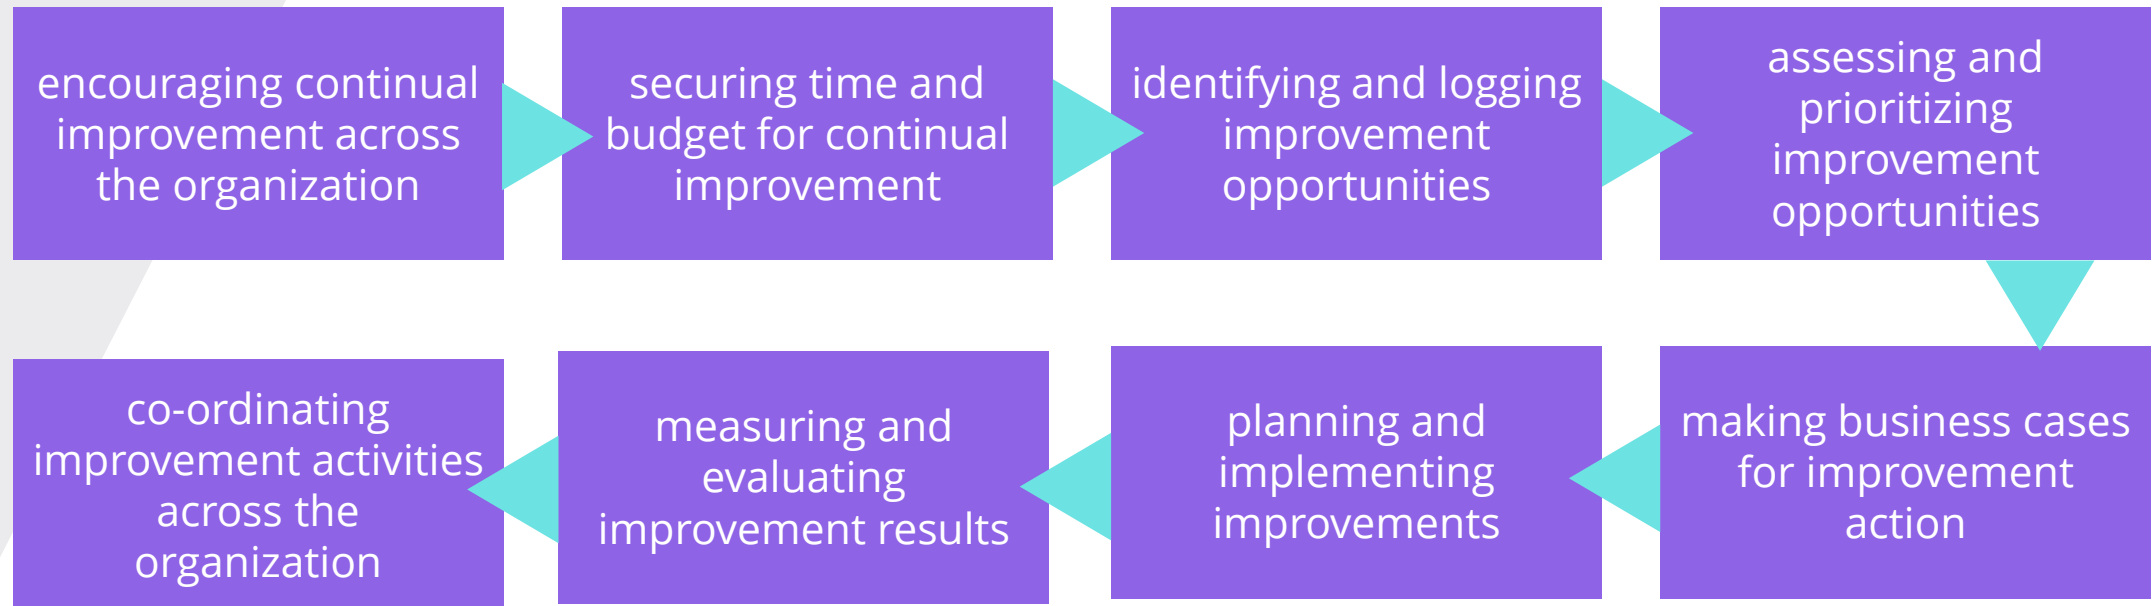 encouraging continual
improvement across
the organization
securing time and
budget for continual
improvement
identifying and logging
improvement
opportunities
assessing and
prioritizing
improvement
opportunities
making business cases
for improvement
action
planning and
implementing
improvements
measuring and
evaluating
improvement results
co-ordinating
improvement activities
across the
organization